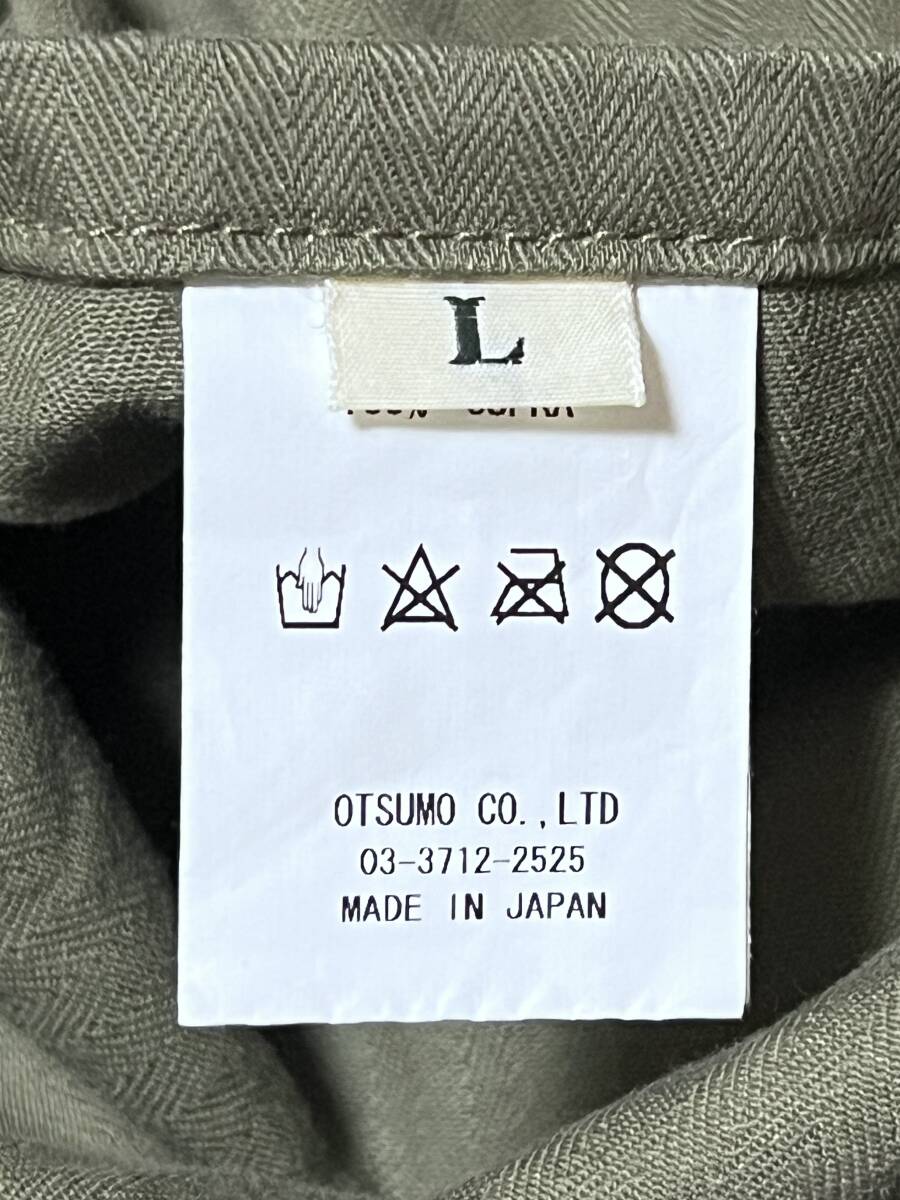 L
OTSUMO CO.,LTD
03-3712-2525
MADE IN JAPAN